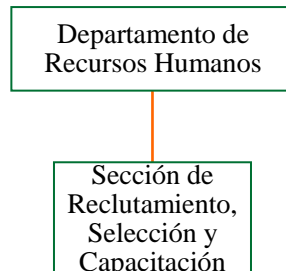 Departamento de
Recursos Humanos
Sección de
Reclutamiento,
Selección y
Capacitación